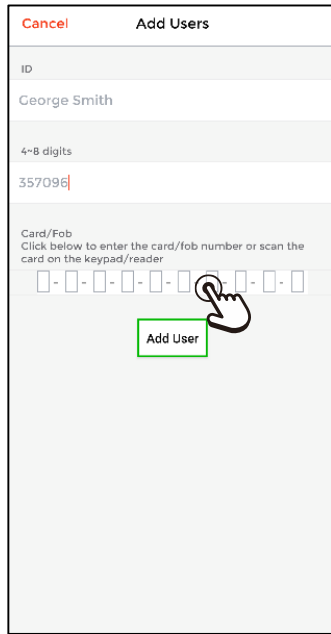 Cancel Add Users
ID
George Smith
4~8 digits
357096
Card/Fob
Click below to enter the card/fob number or scan the
card on the keypad/reader
- - - - - - - - -
Add User